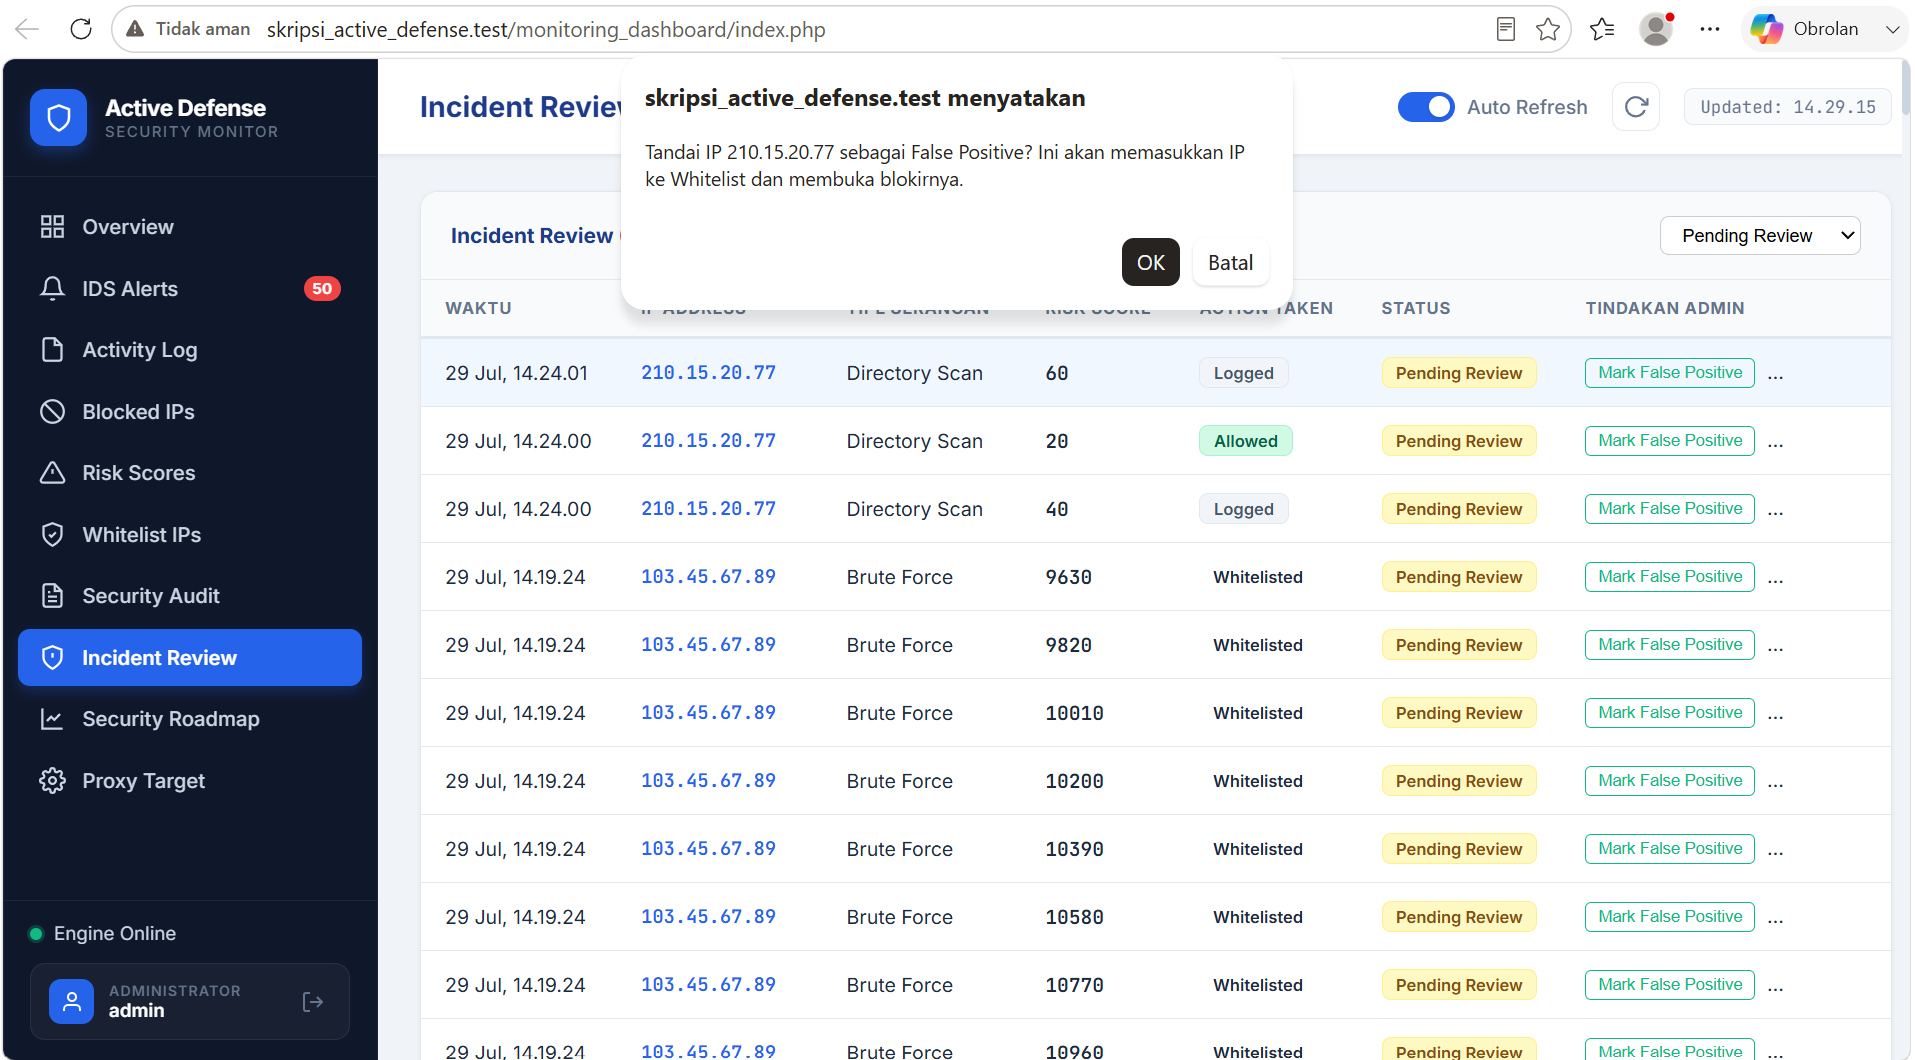 Tidak aman skripsi_active_defense.test/monitoring_dashboard/index.php
Obrolan
Active Defense
SECURITY MONITOR
Overview
IDS Alerts 50
Activity Log
Blocked IPs
Risk Scores
Whitelist IPs
Security Audit
Incident Review
Security Roadmap
Proxy Target
Engine Online
ADMINISTRATOR
admin
Incident Review
Auto Refresh
Updated: 14.29.15
skripsi_active_defense.test menyatakan
Tandai IP 210.15.20.77 sebagai False Positive? Ini akan memasukkan IP
ke Whitelist dan membuka blokirnya.
OK Batal
Incident Review
Pending Review
WAKTU IP ADDRESS TIPE SERANGAN RISK SCORE ACTION TAKEN STATUS TINDAKAN ADMIN
29 Jul, 14.24.01 210.15.20.77 Directory Scan 60 Logged Pending Review Mark False Positive ...
29 Jul, 14.24.00 210.15.20.77 Directory Scan 20 Allowed Pending Review Mark False Positive ...
29 Jul, 14.24.00 210.15.20.77 Directory Scan 40 Logged Pending Review Mark False Positive ...
29 Jul, 14.19.24 103.45.67.89 Brute Force 9630 Whitelisted Pending Review Mark False Positive ...
29 Jul, 14.19.24 103.45.67.89 Brute Force 9820 Whitelisted Pending Review Mark False Positive ...
29 Jul, 14.19.24 103.45.67.89 Brute Force 10010 Whitelisted Pending Review Mark False Positive ...
29 Jul, 14.19.24 103.45.67.89 Brute Force 10200 Whitelisted Pending Review Mark False Positive ...
29 Jul, 14.19.24 103.45.67.89 Brute Force 10390 Whitelisted Pending Review Mark False Positive ...
29 Jul, 14.19.24 103.45.67.89 Brute Force 10580 Whitelisted Pending Review Mark False Positive ...
29 Jul, 14.19.24 103.45.67.89 Brute Force 10770 Whitelisted Pending Review Mark False Positive ...
29 Jul, 14.19.24 103.45.67.89 Brute Force 10960 Whitelisted Pending Review Mark False Positive ...